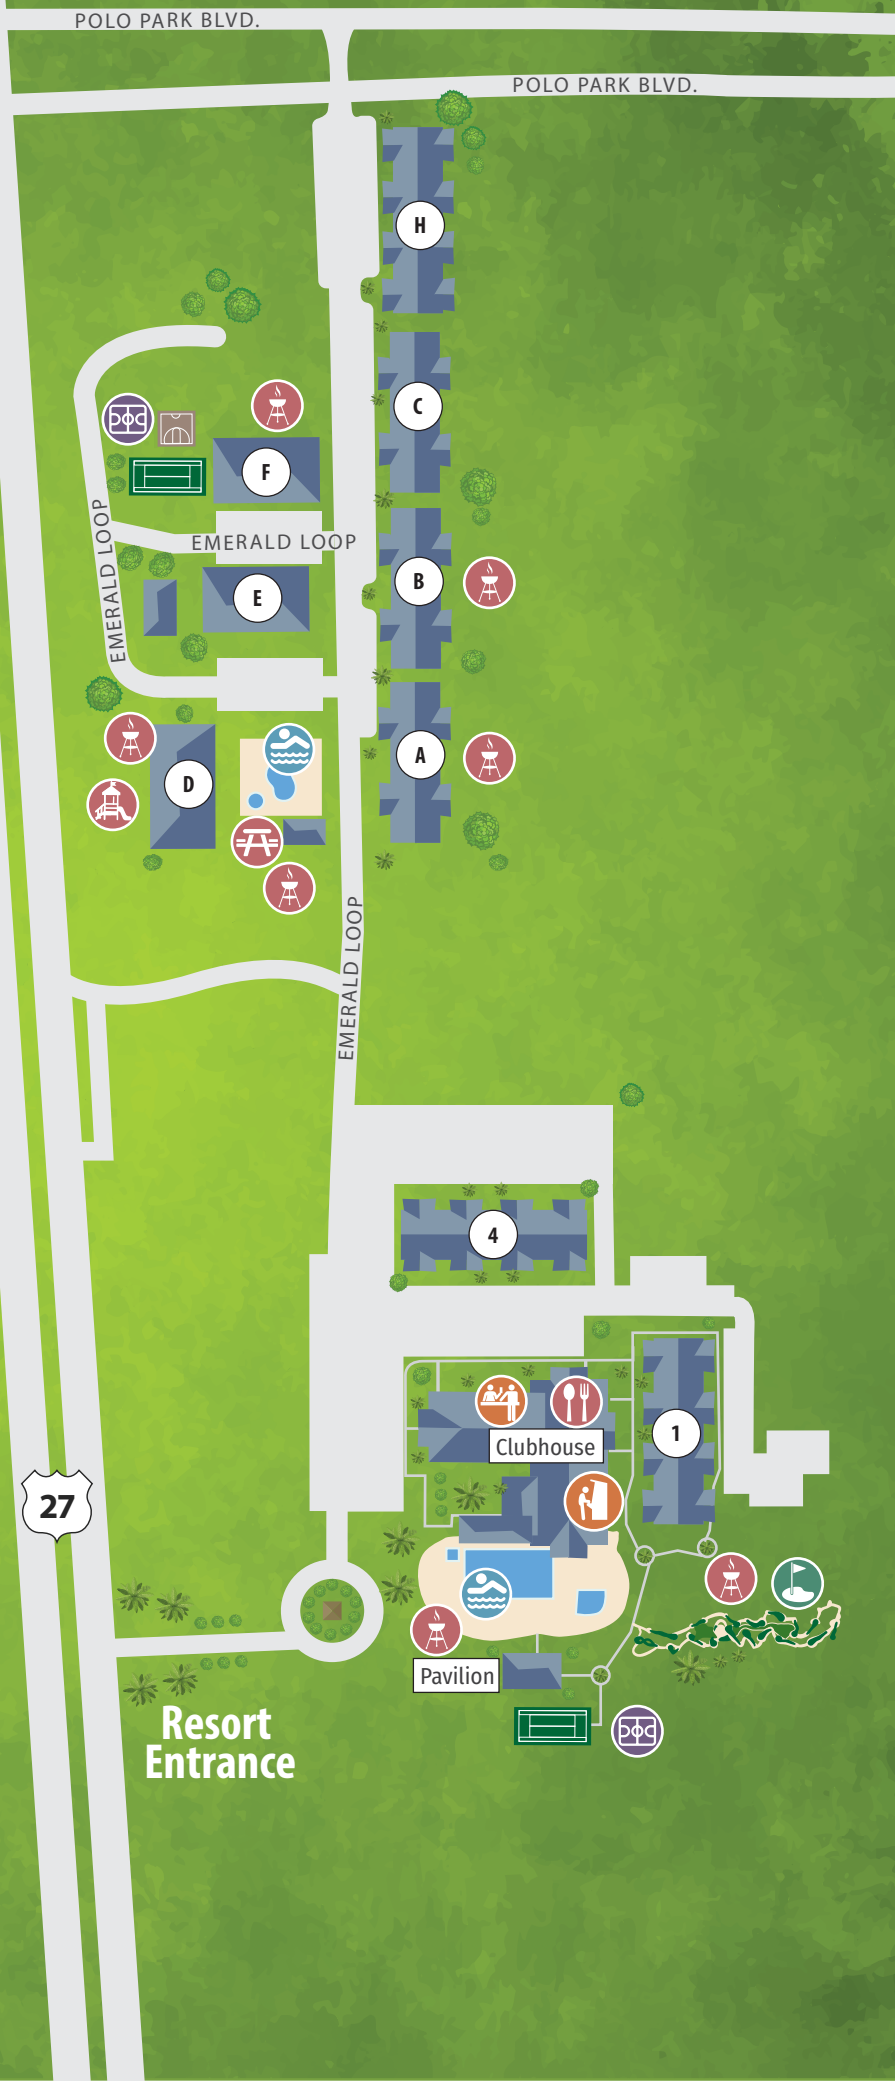 POLO PARK BLVD.
POLO PARK BLVD.
H
C
F
EMERALD LOOP
EMERALD LOOP
B
E
A
D
EMERALD LOOP
4
1
Clubhouse
27
Pavilion
Resort
Entrance